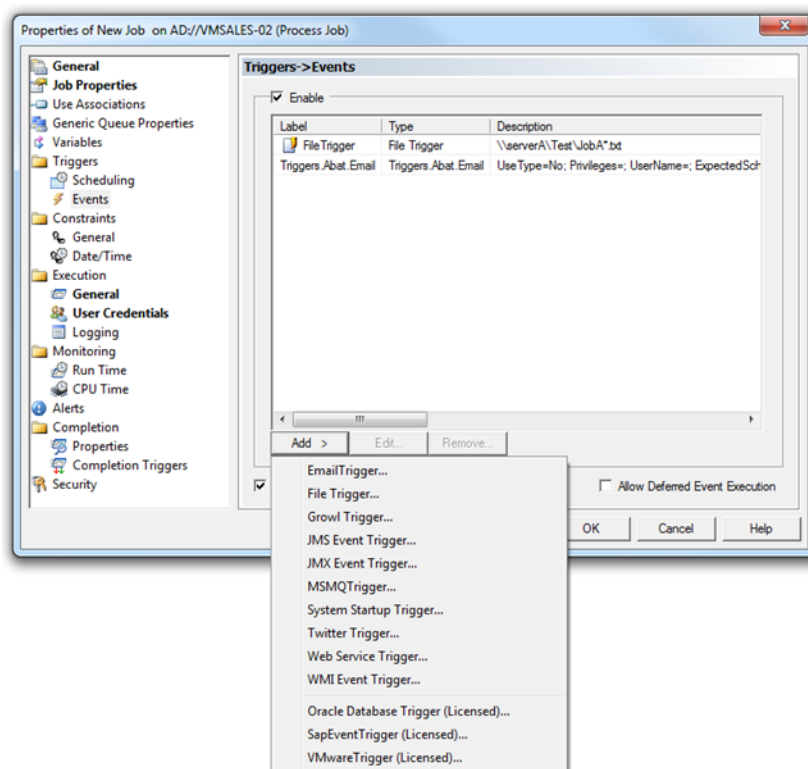 Properties of New Job on AD://VMSALES-02 (Process Job)
General
Job Properties
Use Associations
Generic Queue Properties
Variables
Triggers
Scheduling
Events
Constraints
General
Date/Time
Execution
General
User Credentials
Logging
Monitoring
Run Time
CPU Time
Alerts
Completion
Properties
Completion Triggers
Security
Triggers->Events
Enable
Label Type Description
FileTrigger File Trigger \\serverA\Test\JobA*.txt
Triggers.Abat.Email Triggers.Abat.Email UseType=No; Privileges=; UserName=; ExpectedSch
Add > Edit... Remove...
Allow Deferred Event Execution
OK Cancel Help
EmailTrigger...
File Trigger...
Growl Trigger...
JMS Event Trigger...
JMX Event Trigger...
MSMQTrigger...
System Startup Trigger...
Twitter Trigger...
Web Service Trigger...
WMI Event Trigger...
Oracle Database Trigger (Licensed)...
SapEventTrigger (Licensed)...
VMwareTrigger (Licensed)...